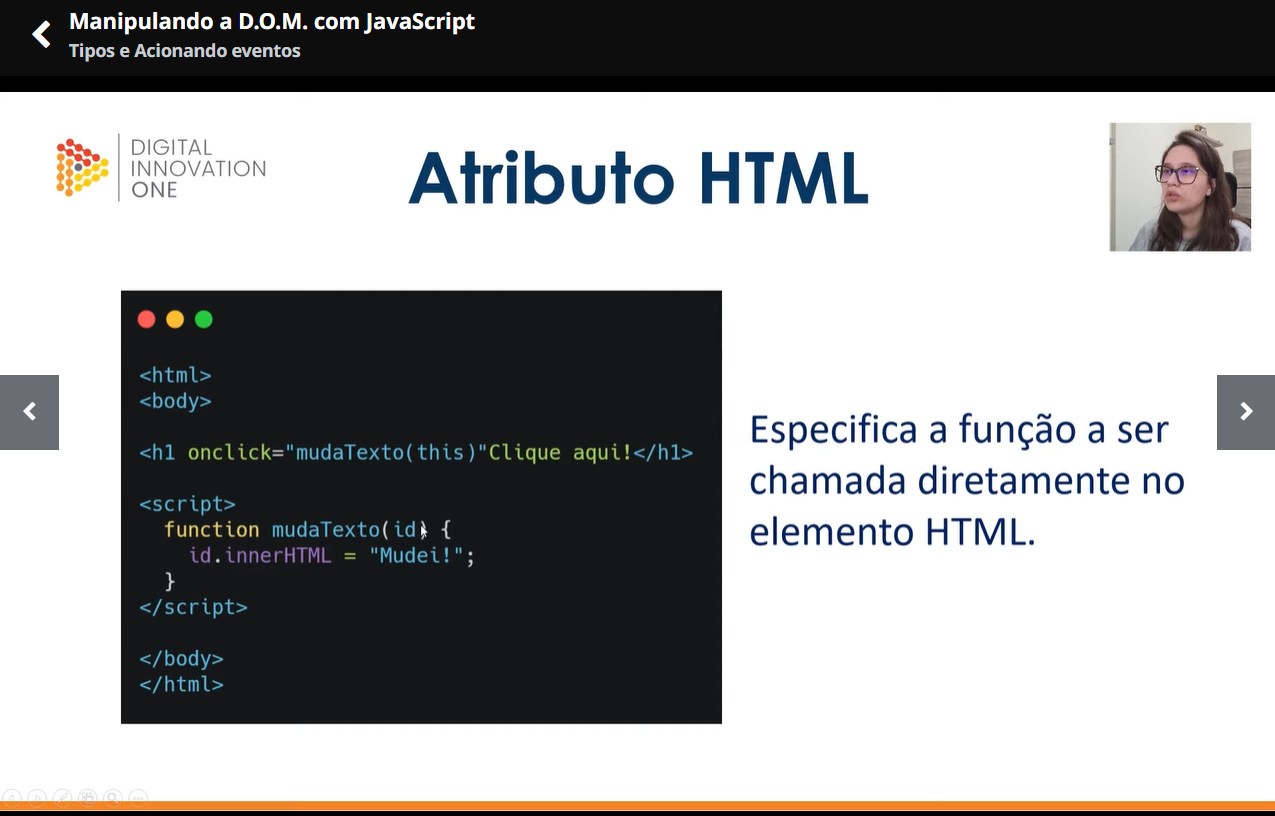 Manipulando a D.O.M. com JavaScript
Tipos e Acionando eventos
DIGITAL
INNOVATION
ONE
Atributo HTML
<html>
<body>
<h1 onclick="mudaTexto(this)"Clique aqui!</h1>
<script>
function mudaTexto(id) {
id.innerHTML = "Mudei!";
}
</script>
</body>
</html>
Especifica a função a ser
chamada diretamente no
elemento HTML.